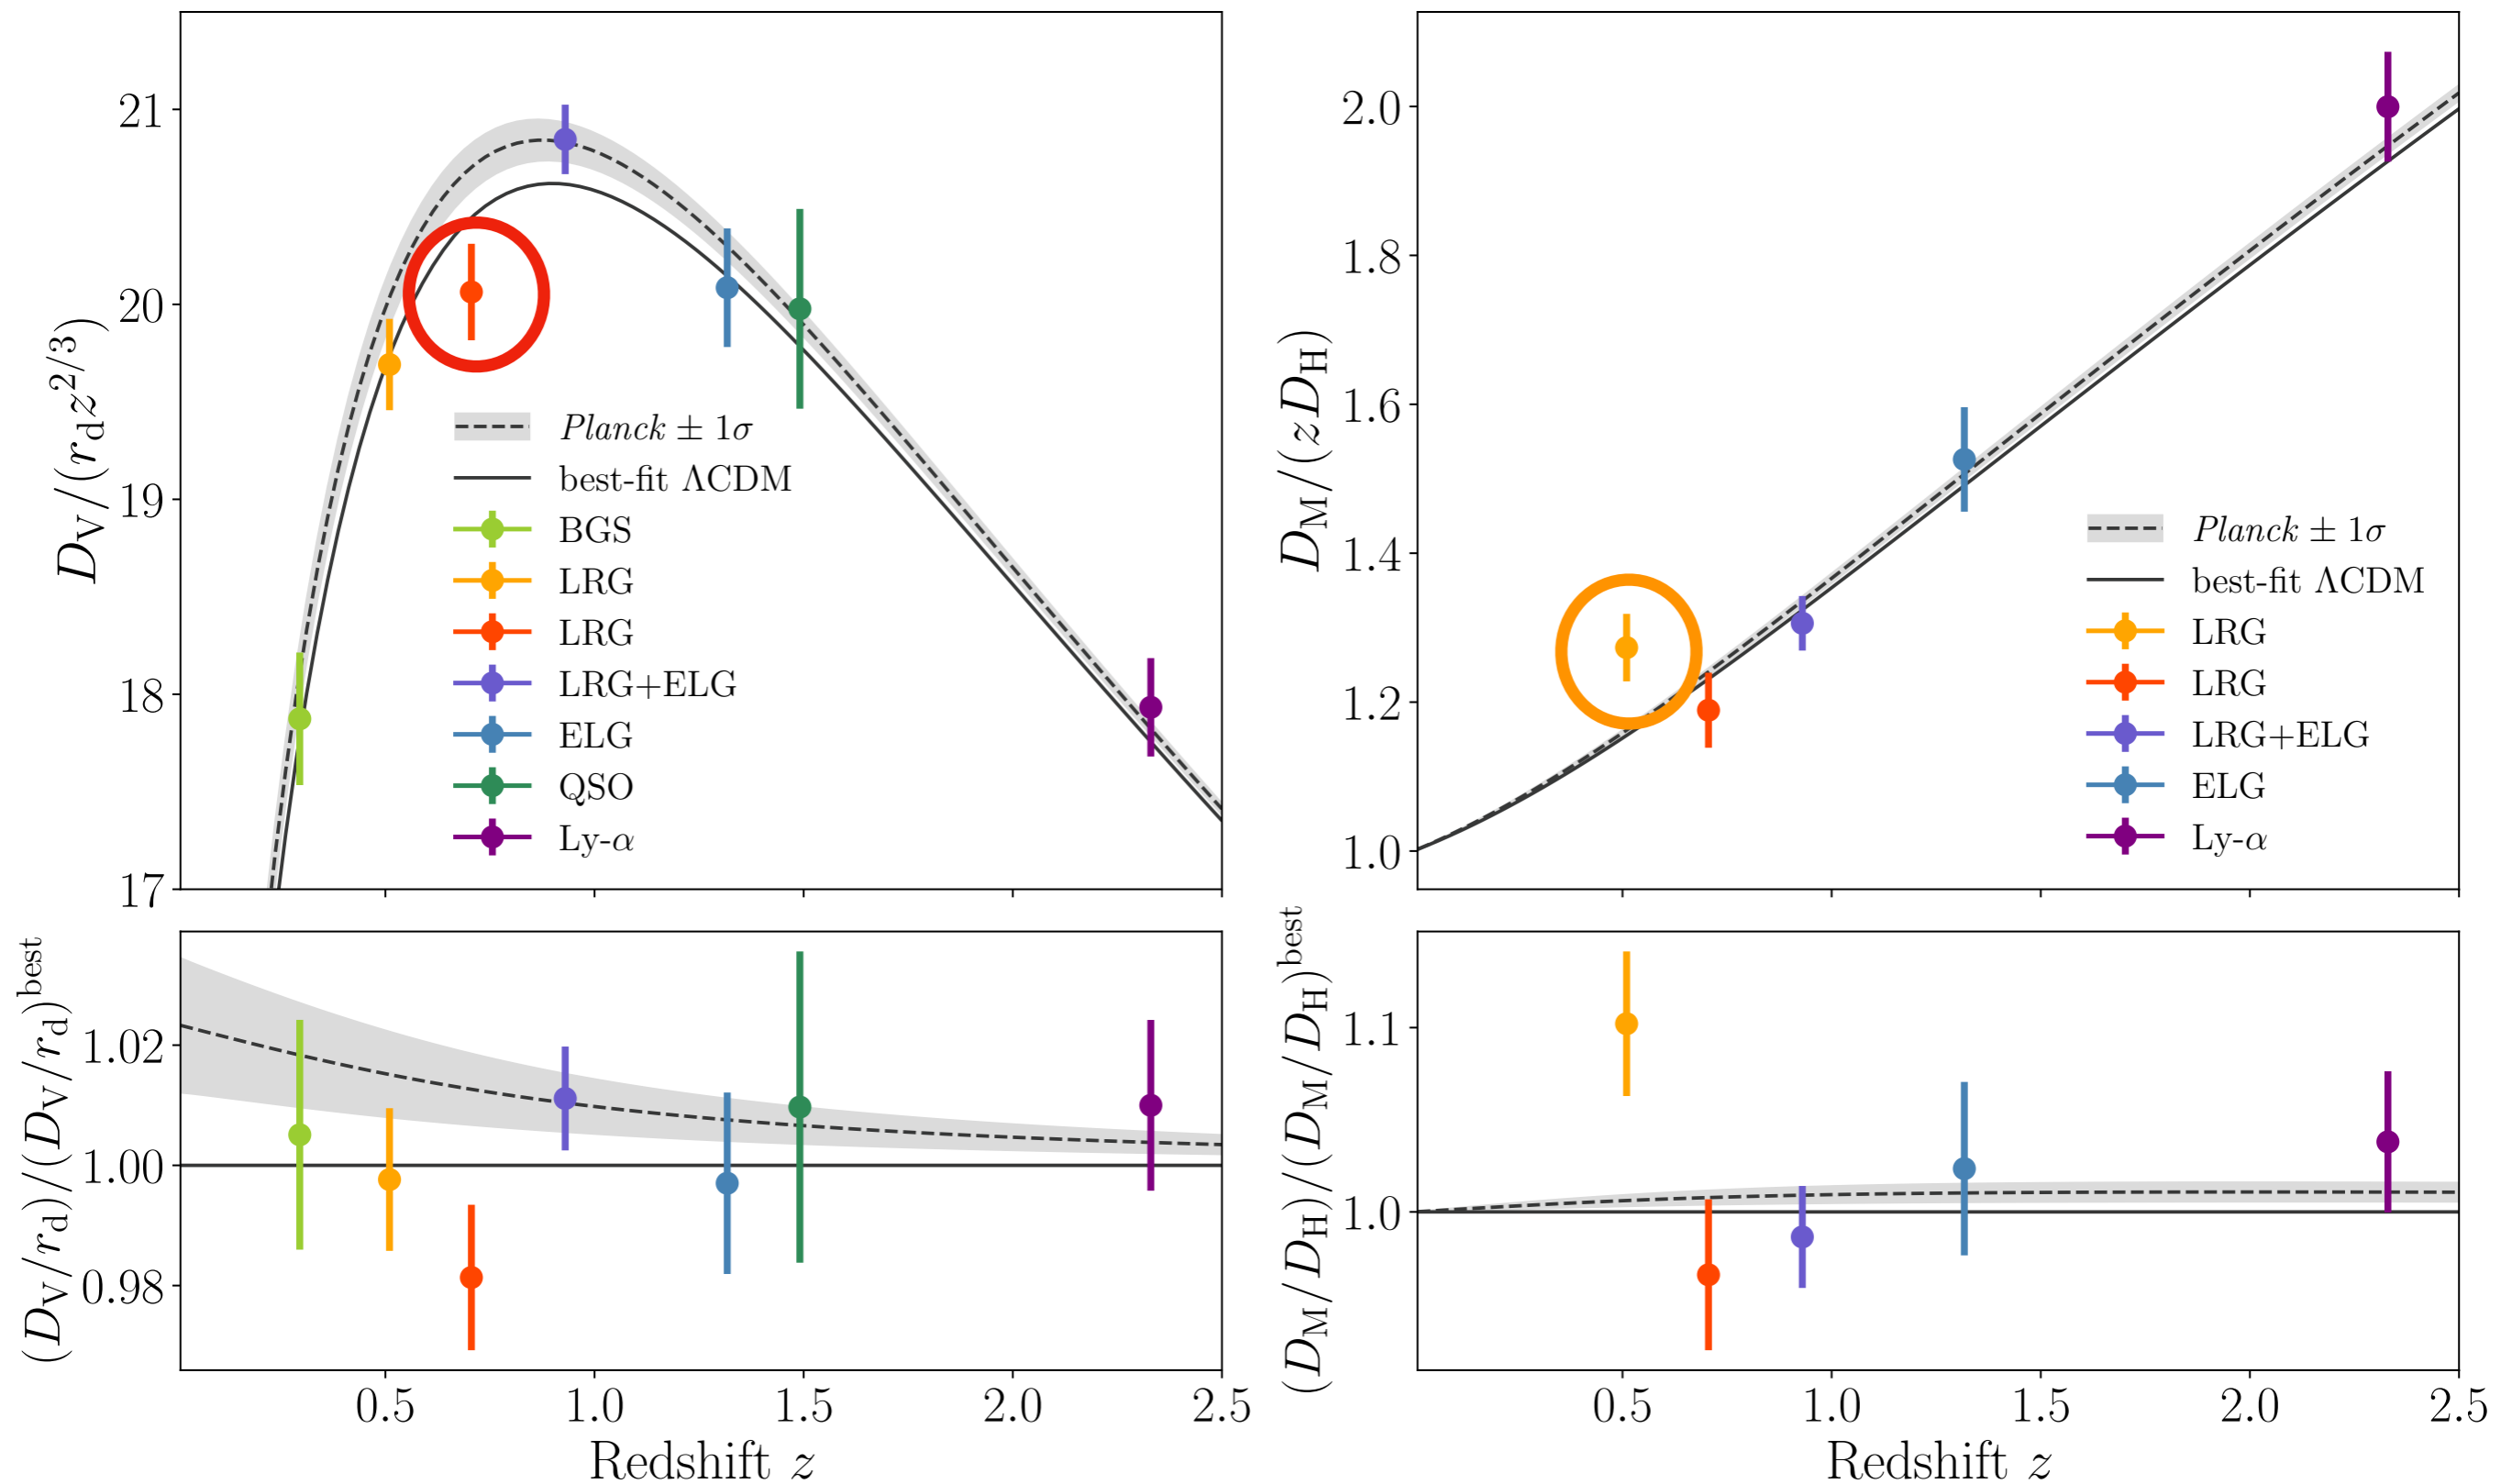 21
20
19
18
17
D_V/(r_d z^{2/3})
Planck ± 1σ
best-fit ΛCDM
BGS
LRG
LRG
LRG+ELG
ELG
QSO
Ly-α
2.0
1.8
1.6
1.4
1.2
1.0
D_M/(z D_H)
Planck ± 1σ
best-fit ΛCDM
LRG
LRG
LRG+ELG
ELG
Ly-α
1.02
1.00
0.98
(D_V/r_d)/(D_V/r_d)^{best}
0.5 1.0 1.5 2.0 2.5
Redshift z
1.1
1.0
(D_M/D_H)/(D_M/D_H)^{best}
0.5 1.0 1.5 2.0 2.5
Redshift z